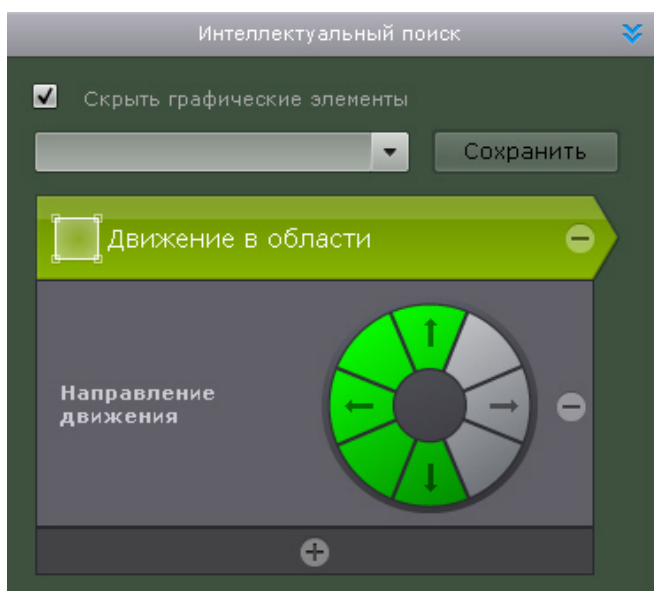 Интеллектуальный поиск
Скрыть графические элементы
Сохранить
Движение в области
Направление
движения